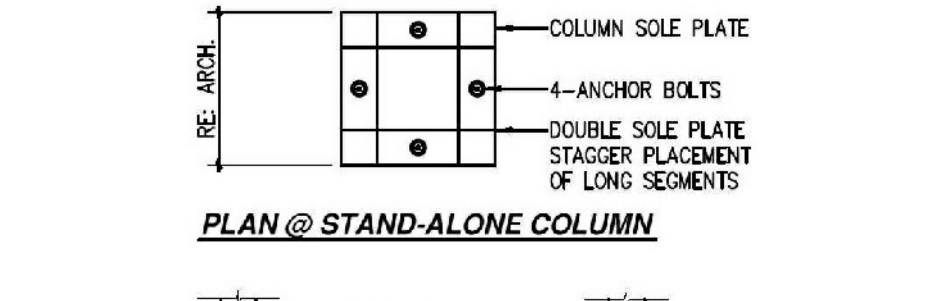 RE: ARCH.
COLUMN SOLE PLATE
4-ANCHOR BOLTS
DOUBLE SOLE PLATE
STAGGER PLACEMENT
OF LONG SEGMENTS
PLAN @ STAND-ALONE COLUMN